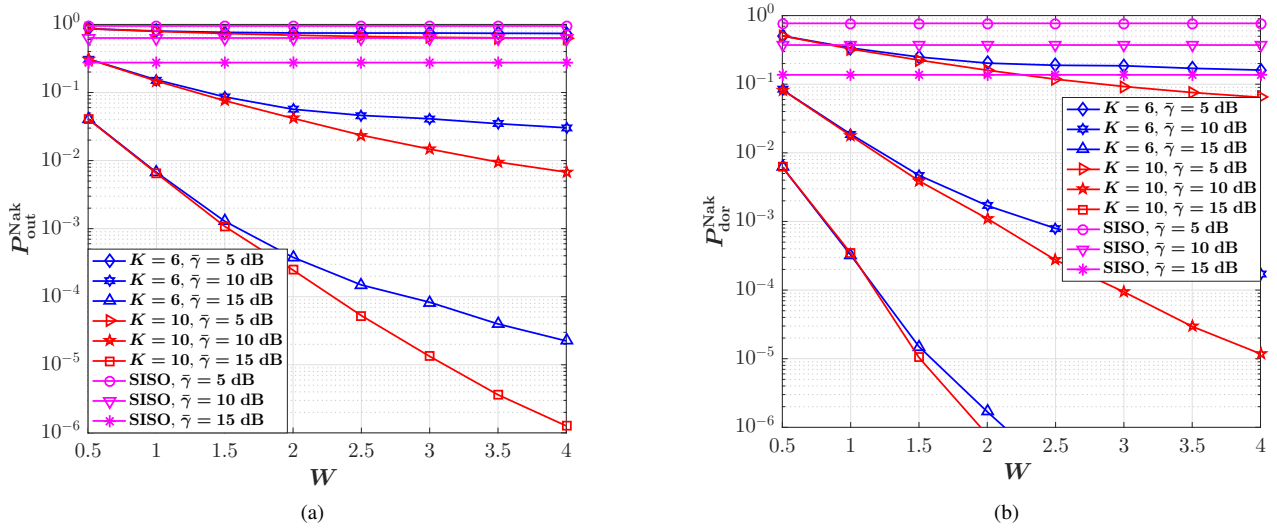 10^0
10^-1
10^-2
10^-3
10^-4
10^-5
10^-6
P_out^Nak
K = 6, γ̄ = 5 dB
K = 6, γ̄ = 10 dB
K = 6, γ̄ = 15 dB
K = 10, γ̄ = 5 dB
K = 10, γ̄ = 10 dB
K = 10, γ̄ = 15 dB
SISO, γ̄ = 5 dB
SISO, γ̄ = 10 dB
SISO, γ̄ = 15 dB
0.5 1 1.5 2 2.5 3 3.5 4
W
(a)
10^0
10^-1
10^-2
10^-3
10^-4
10^-5
10^-6
P_dor^Nak
K = 6, γ̄ = 5 dB
K = 6, γ̄ = 10 dB
K = 6, γ̄ = 15 dB
K = 10, γ̄ = 5 dB
K = 10, γ̄ = 10 dB
K = 10, γ̄ = 15 dB
SISO, γ̄ = 5 dB
SISO, γ̄ = 10 dB
SISO, γ̄ = 15 dB
0.5 1 1.5 2 2.5 3 3.5 4
W
(b)